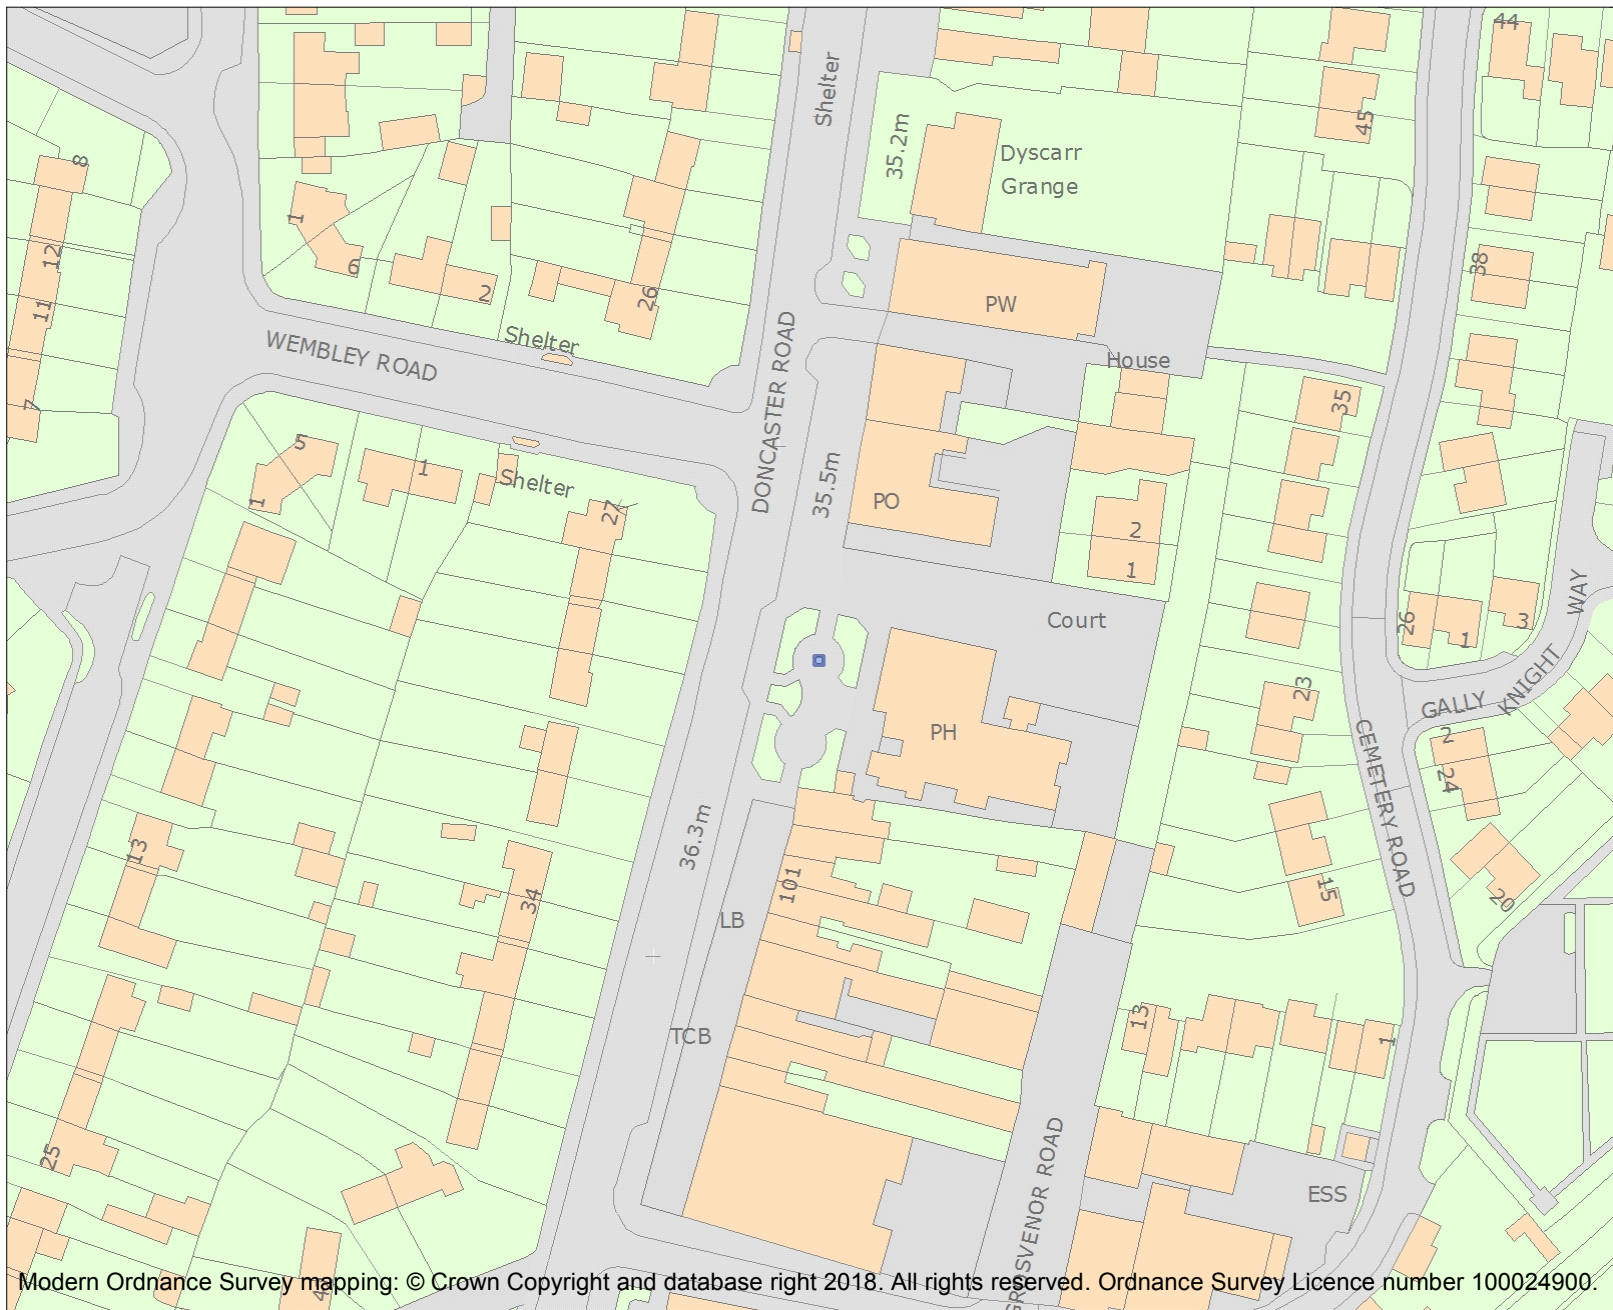 44
Shelter
45
35.2m
Dyscarr
Grange
8
1
12
6
38
2
26
11
PW
DONCASTER ROAD
WEMBLEY ROAD
Shelter
House
7
35
5
1
Shelter
35.5m
1
27
PO
2
1
WAY
Court
26
3
1
KNIGHT
23
GALLY
PH
2
CEMETERY ROAD
24
36.3m
13
101
15
34
20
LB
13
TCB
1
25
GROSVENOR ROAD
ESS
Modern Ordnance Survey mapping: © Crown Copyright and database right 2018. All rights reserved. Ordnance Survey Licence number 100024900.